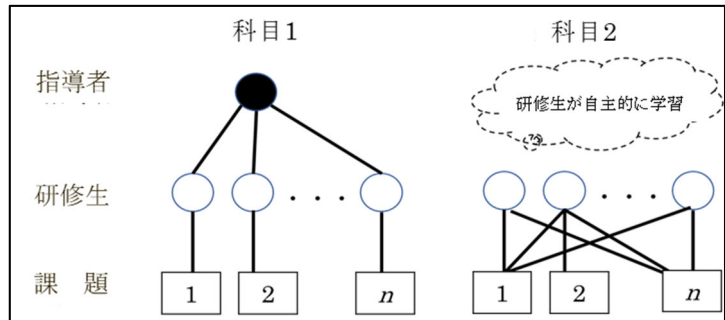 科目1 科目2
指導者
研修生が自主的に学習
研修生 ・・・ ・・・
課 題 1 2 n 1 2 n